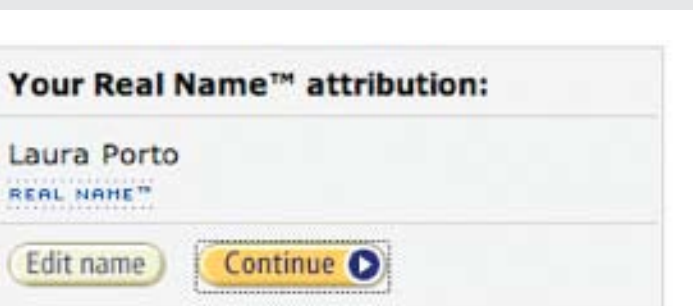 Your Real Name™ attribution:
Laura Porto
REAL NAME™
Edit name Continue